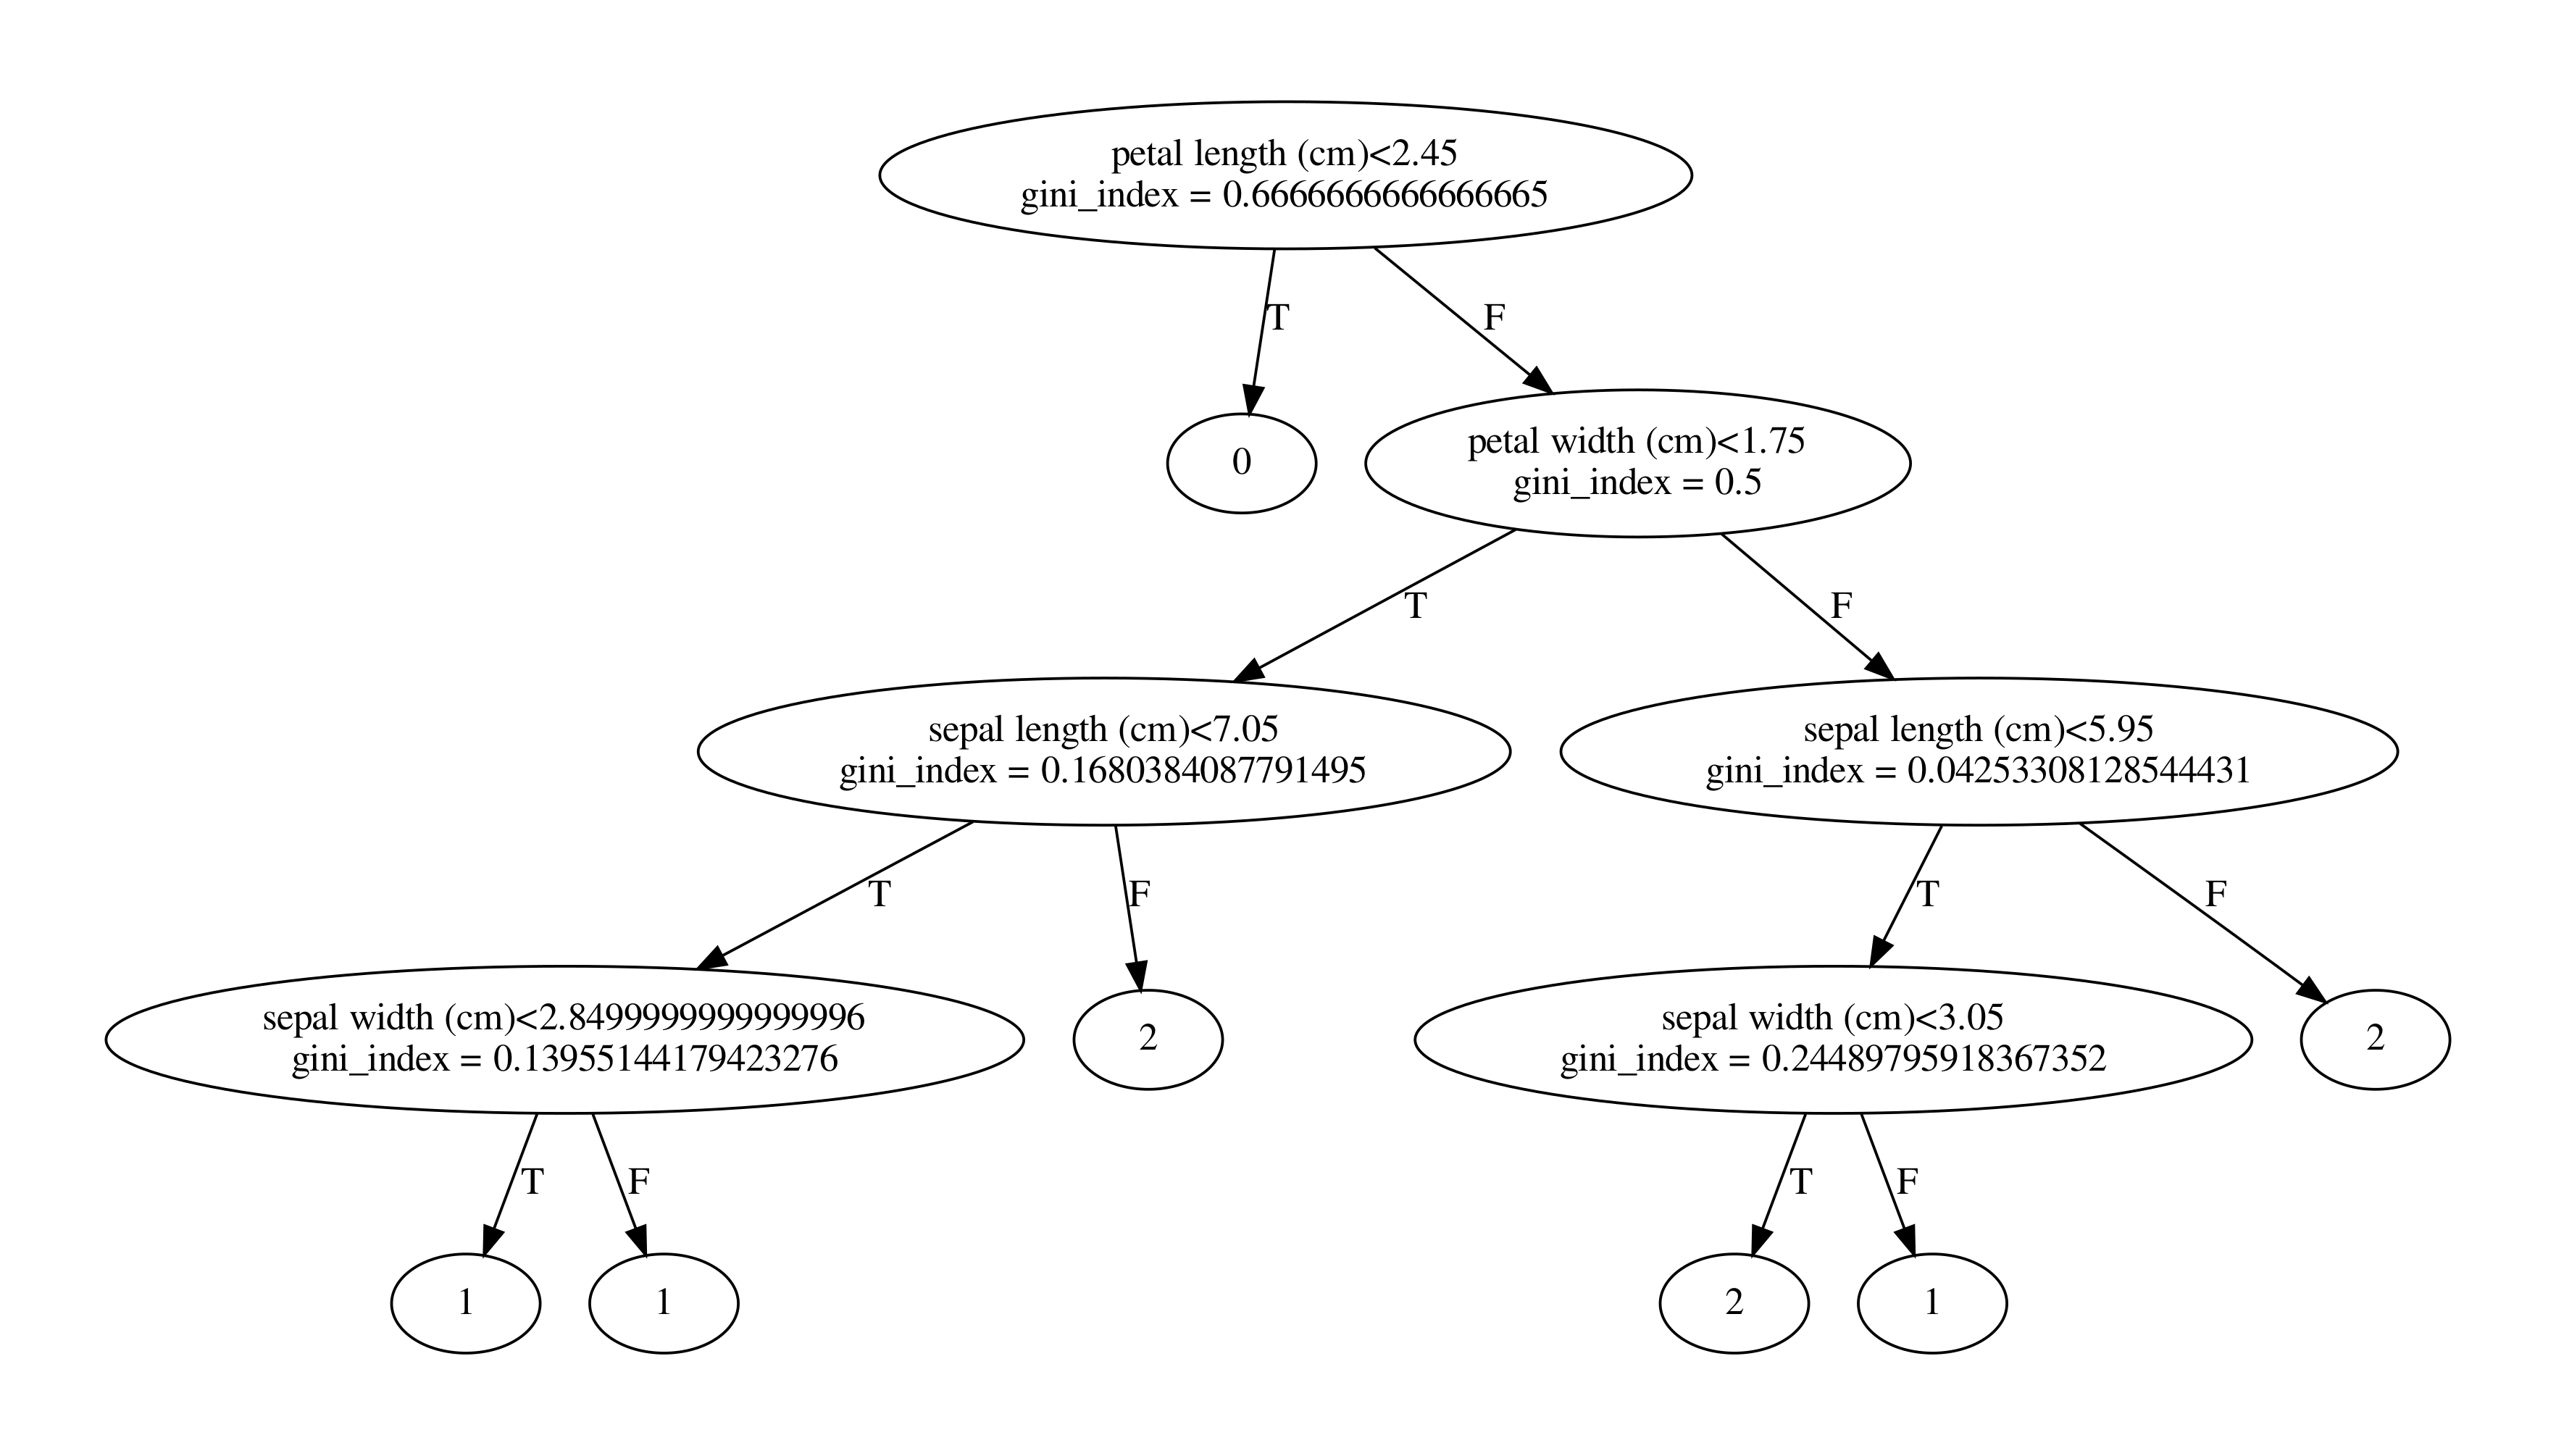 petal length (cm)<2.45
gini_index = 0.6666666666666665
T
F
0
petal width (cm)<1.75
gini_index = 0.5
T
F
sepal length (cm)<7.05
gini_index = 0.1680384087791495
sepal length (cm)<5.95
gini_index = 0.04253308128544431
T
F
T
F
sepal width (cm)<2.8499999999999996
gini_index = 0.13955144179423276
2
sepal width (cm)<3.05
gini_index = 0.24489795918367352
2
T
F
T
F
1
1
2
1